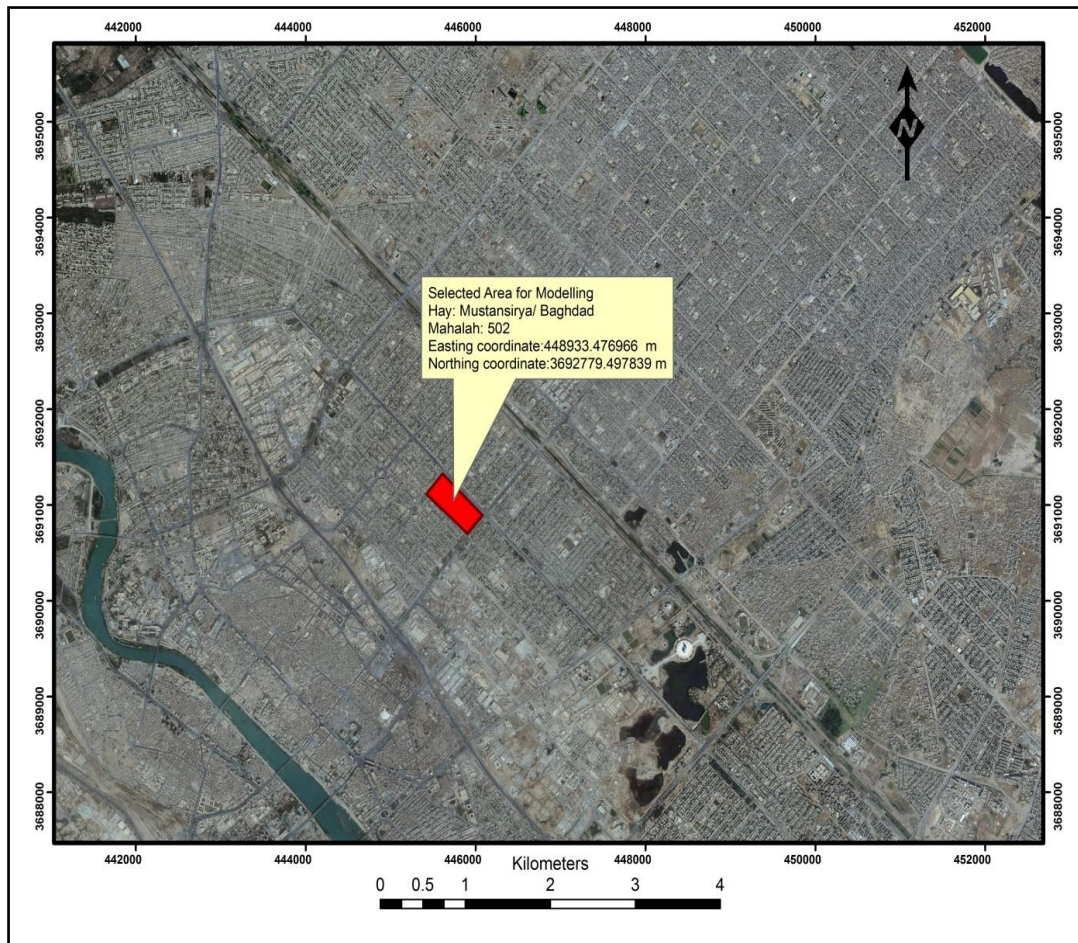 442000 444000 446000 448000 450000 452000
N
3695000 3695000
3694000 3694000
3693000 3693000
3692000 3692000
3691000 3691000
3690000 3690000
3689000 3689000
3688000 3688000
Selected Area for Modelling
Hay: Mustansirya/ Baghdad
Mahalah: 502
Easting coordinate:448933.476966 m
Northing coordinate:3692779.497839 m
442000 444000 446000 448000 450000 452000
Kilometers
0 0.5 1 2 3 4